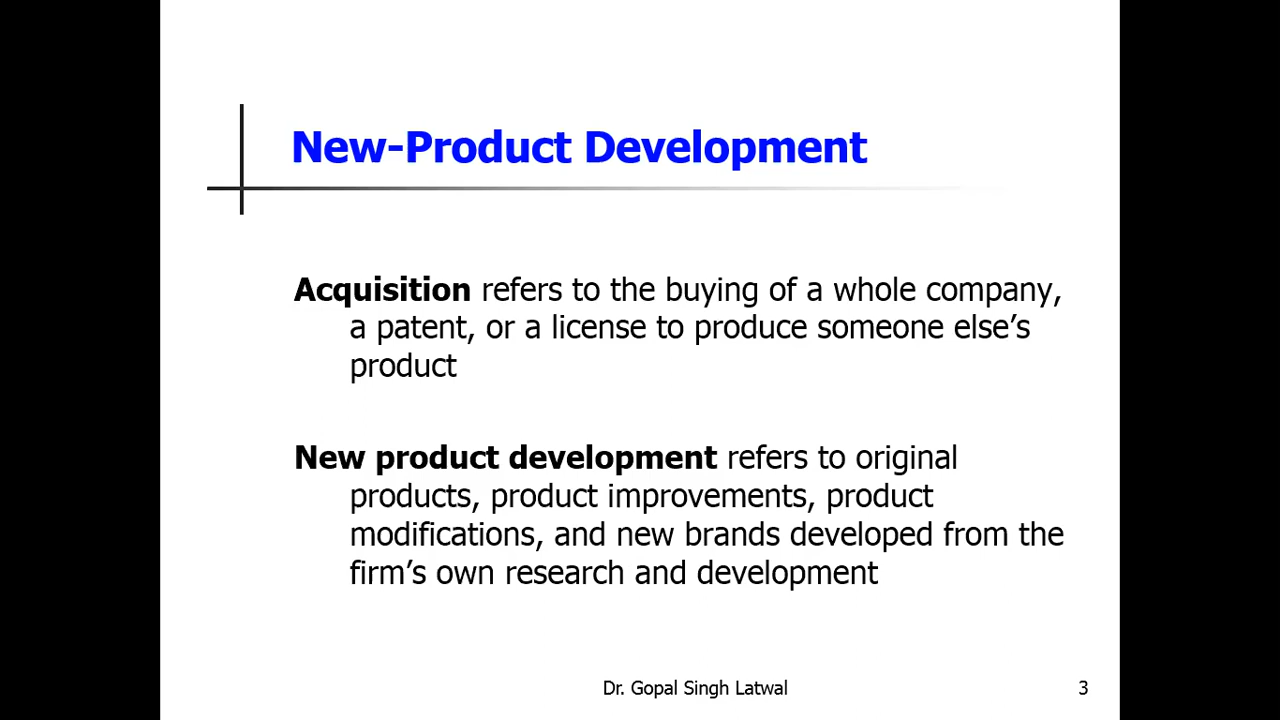 New-Product Development
Acquisition refers to the buying of a whole company,
a patent, or a license to produce someone else’s
product
New product development refers to original
products, product improvements, product
modifications, and new brands developed from the
firm’s own research and development
Dr. Gopal Singh Latwal
3